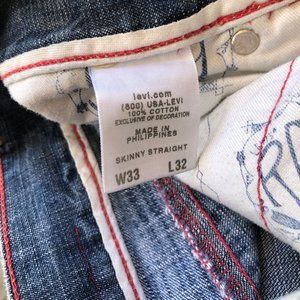 levi.com
(800) USA-LEVI
100% COTTON
EXCLUSIVE OF DECORATION
MADE IN
PHILIPPINES
SKINNY STRAIGHT
W33 L32